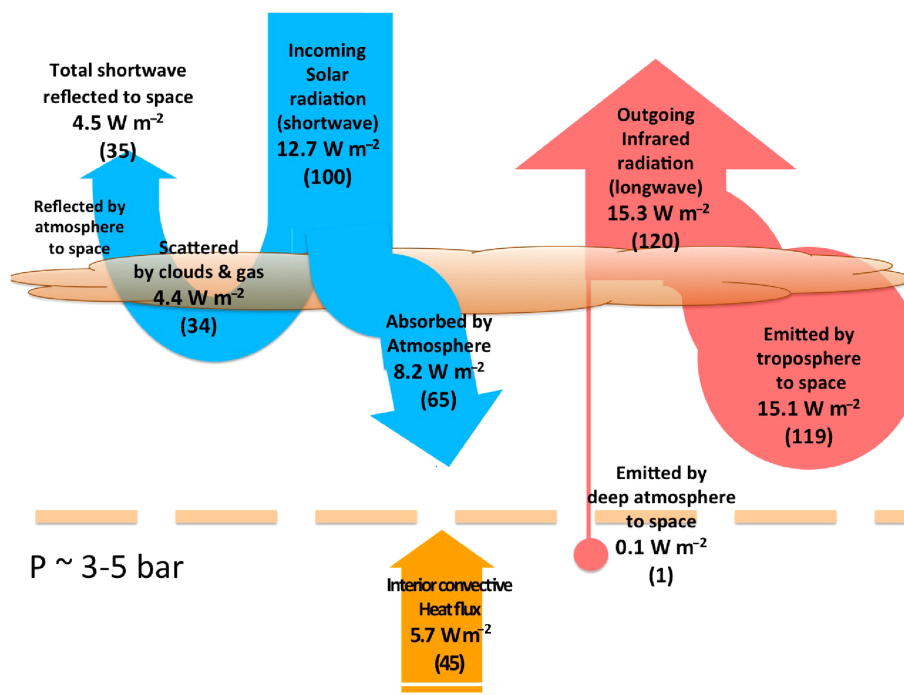 Total shortwave
reflected to space
4.5 W m⁻²
(35)
Reflected by
atmosphere
to space
Scattered
by clouds & gas
4.4 W m⁻²
(34)
Incoming
Solar
radiation
(shortwave)
12.7 W m⁻²
(100)
Absorbed by
Atmosphere
8.2 W m⁻²
(65)
Outgoing
Infrared
radiation
(longwave)
15.3 W m⁻²
(120)
Emitted by
troposphere
to space
15.1 W m⁻²
(119)
Emitted by
deep atmosphere
to space
0.1 W m⁻²
(1)
P ~ 3-5 bar
Interior convective
Heat flux
5.7 W m⁻²
(45)